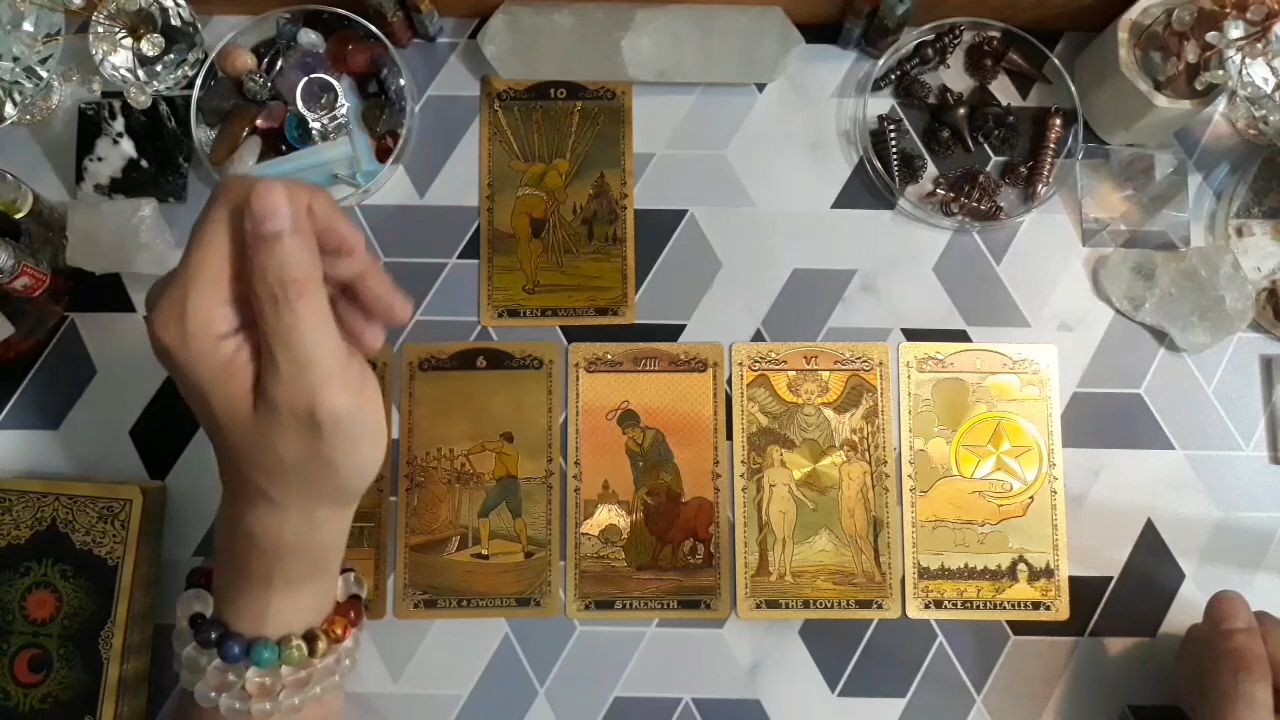 10
TEN of WANDS.
6
VIII
VI
I
SIX of SWORDS.
STRENGTH.
THE LOVERS.
ACE of PENTACLES